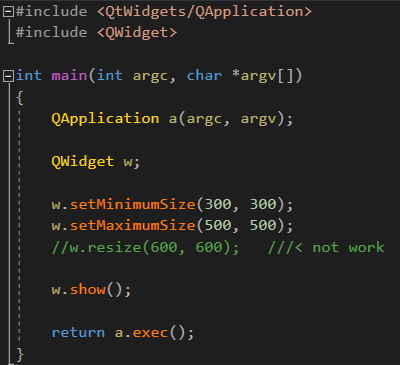 #include <QtWidgets/QApplication>
#include <QWidget>
int main(int argc, char *argv[])
{
QApplication a(argc, argv);
QWidget w;
w.setMinimumSize(300, 300);
w.setMaximumSize(500, 500);
//w.resize(600, 600);   ///< not work
w.show();
return a.exec();
}